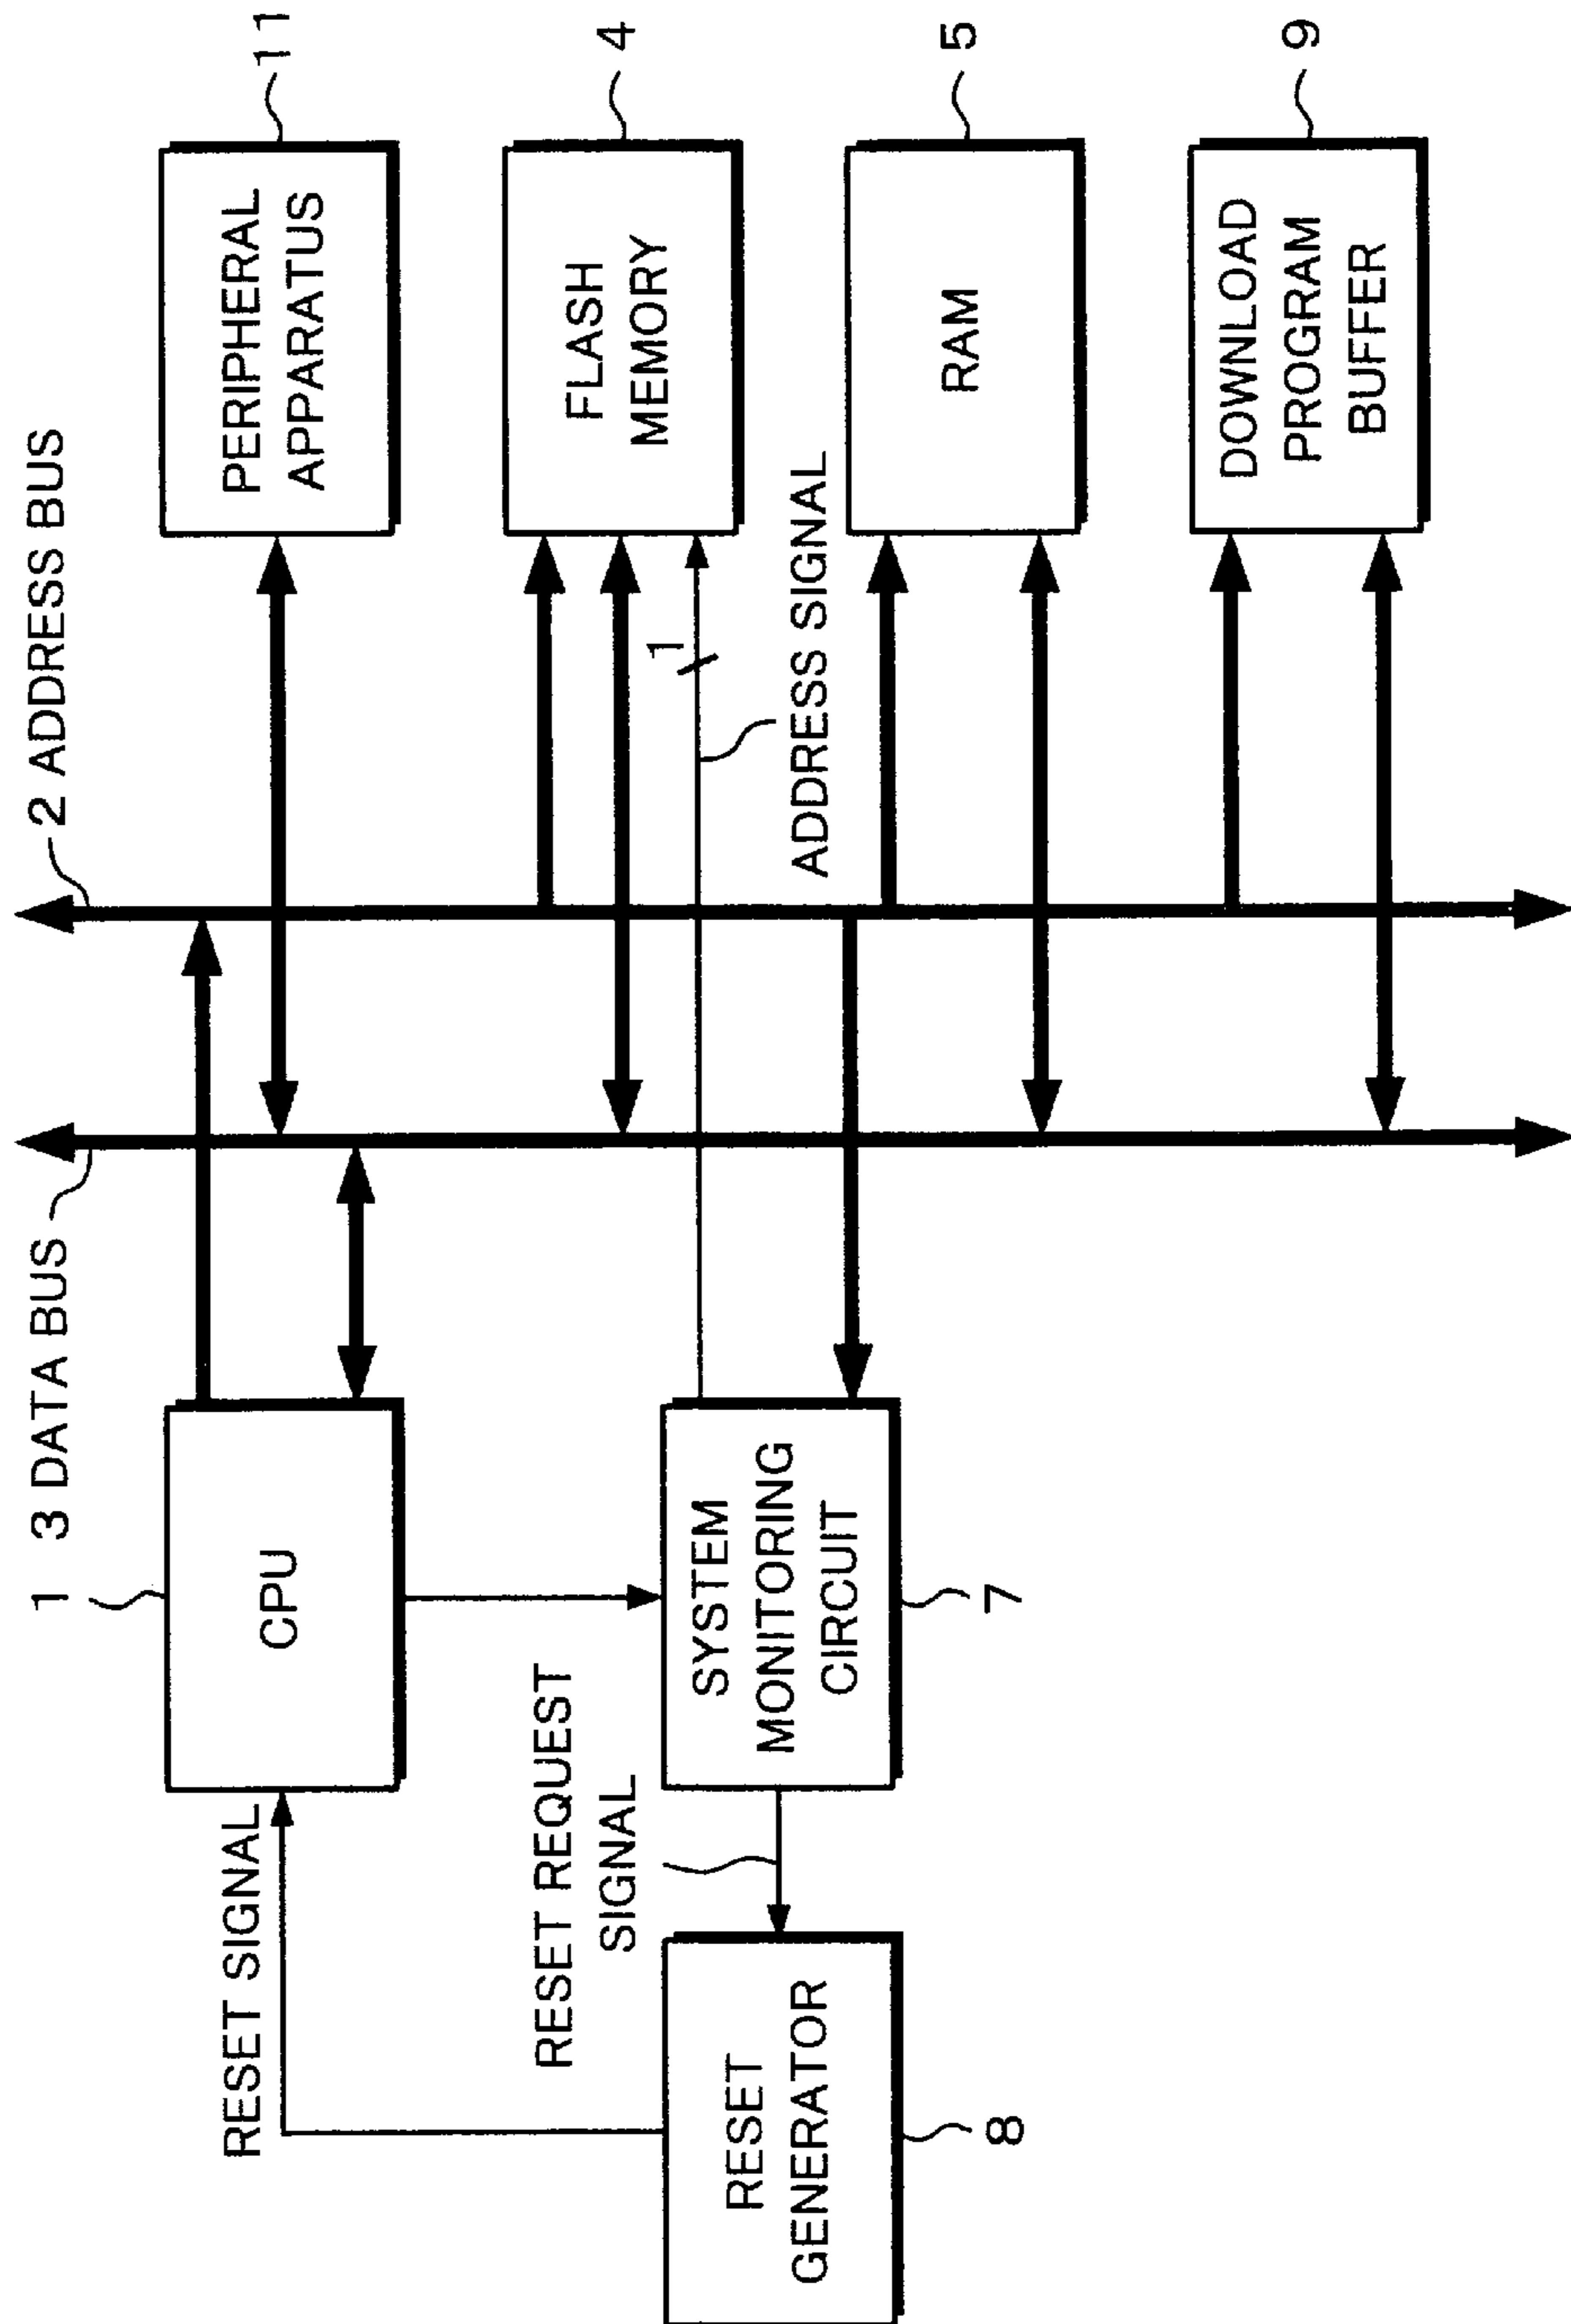 1
3 DATA BUS
2 ADDRESS BUS
RESET SIGNAL
CPU
PERIPHERAL
APPARATUS
11
RESET REQUEST
SIGNAL
FLASH
MEMORY
4
1
ADDRESS SIGNAL
RESET
GENERATOR
8
SYSTEM
MONITORING
CIRCUIT
7
RAM
5
DOWNLOAD
PROGRAM
BUFFER
9